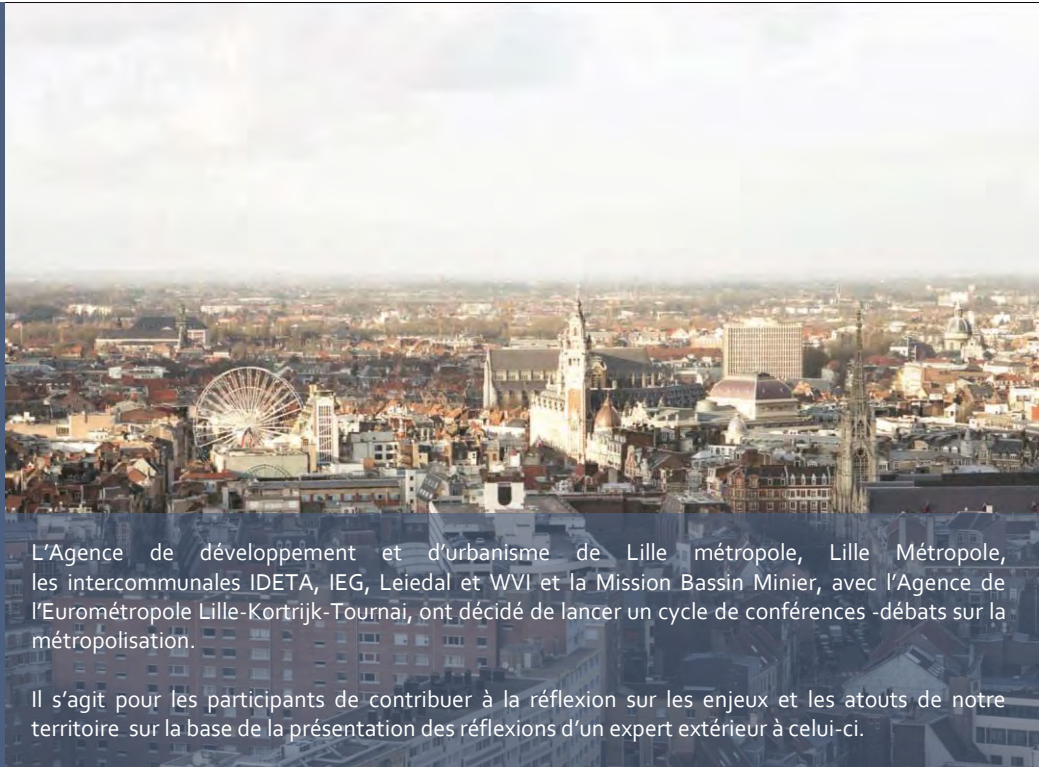 L'Agence de développement et d'urbanisme de Lille métropole, Lille Métropole,
les intercommunales IDETA, IEG, Leiedal et WVI et la Mission Bassin Minier, avec l'Agence de
l'Eurométropole Lille-Kortrijk-Tournai, ont décidé de lancer un cycle de conférences -débats sur la
métropolisation.
Il s'agit pour les participants de contribuer à la réflexion sur les enjeux et les atouts de notre
territoire sur la base de la présentation des réflexions d'un expert extérieur à celui-ci.